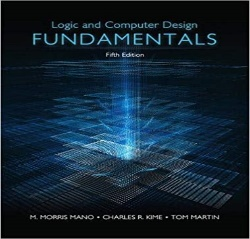 Logic and Computer Design
FUNDAMENTALS
Fifth Edition
M. MORRIS MANO • CHARLES R. KIME • TOM MARTIN